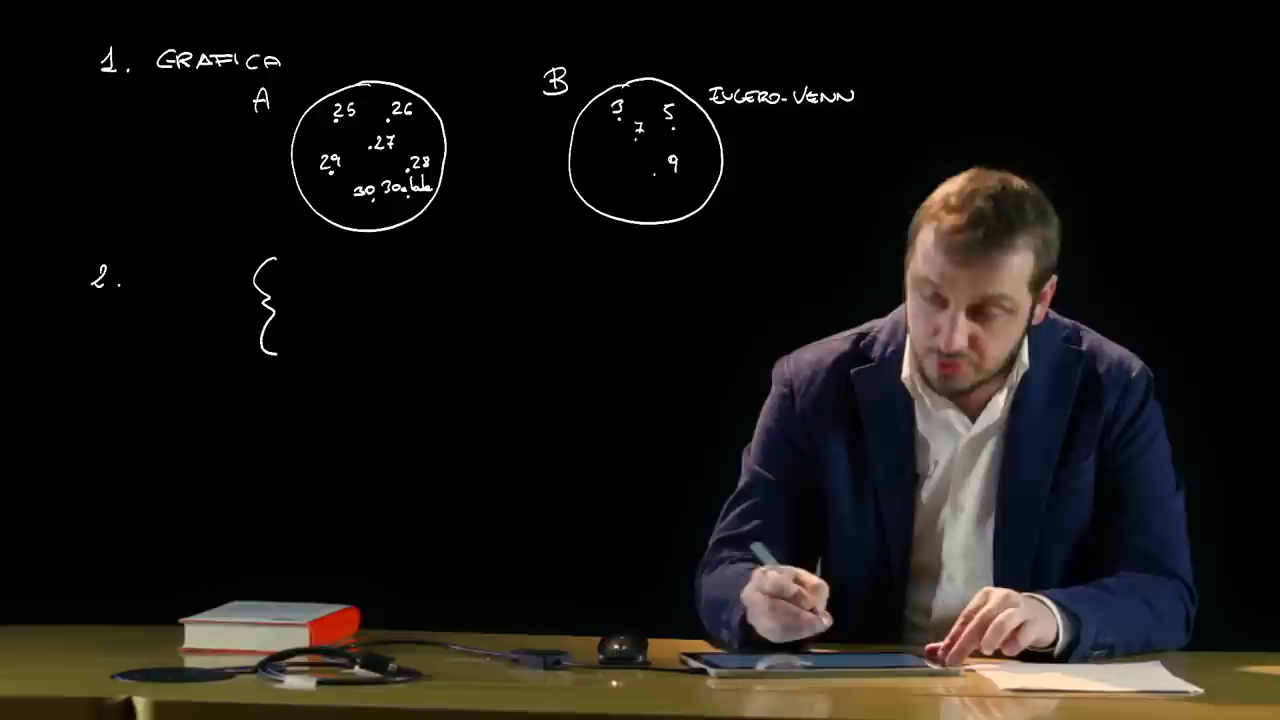 1. GRAFICA
A
25 26
27
29 28
30 30 e lode
B
3 5
7
9
EULERO-VENN
2. {